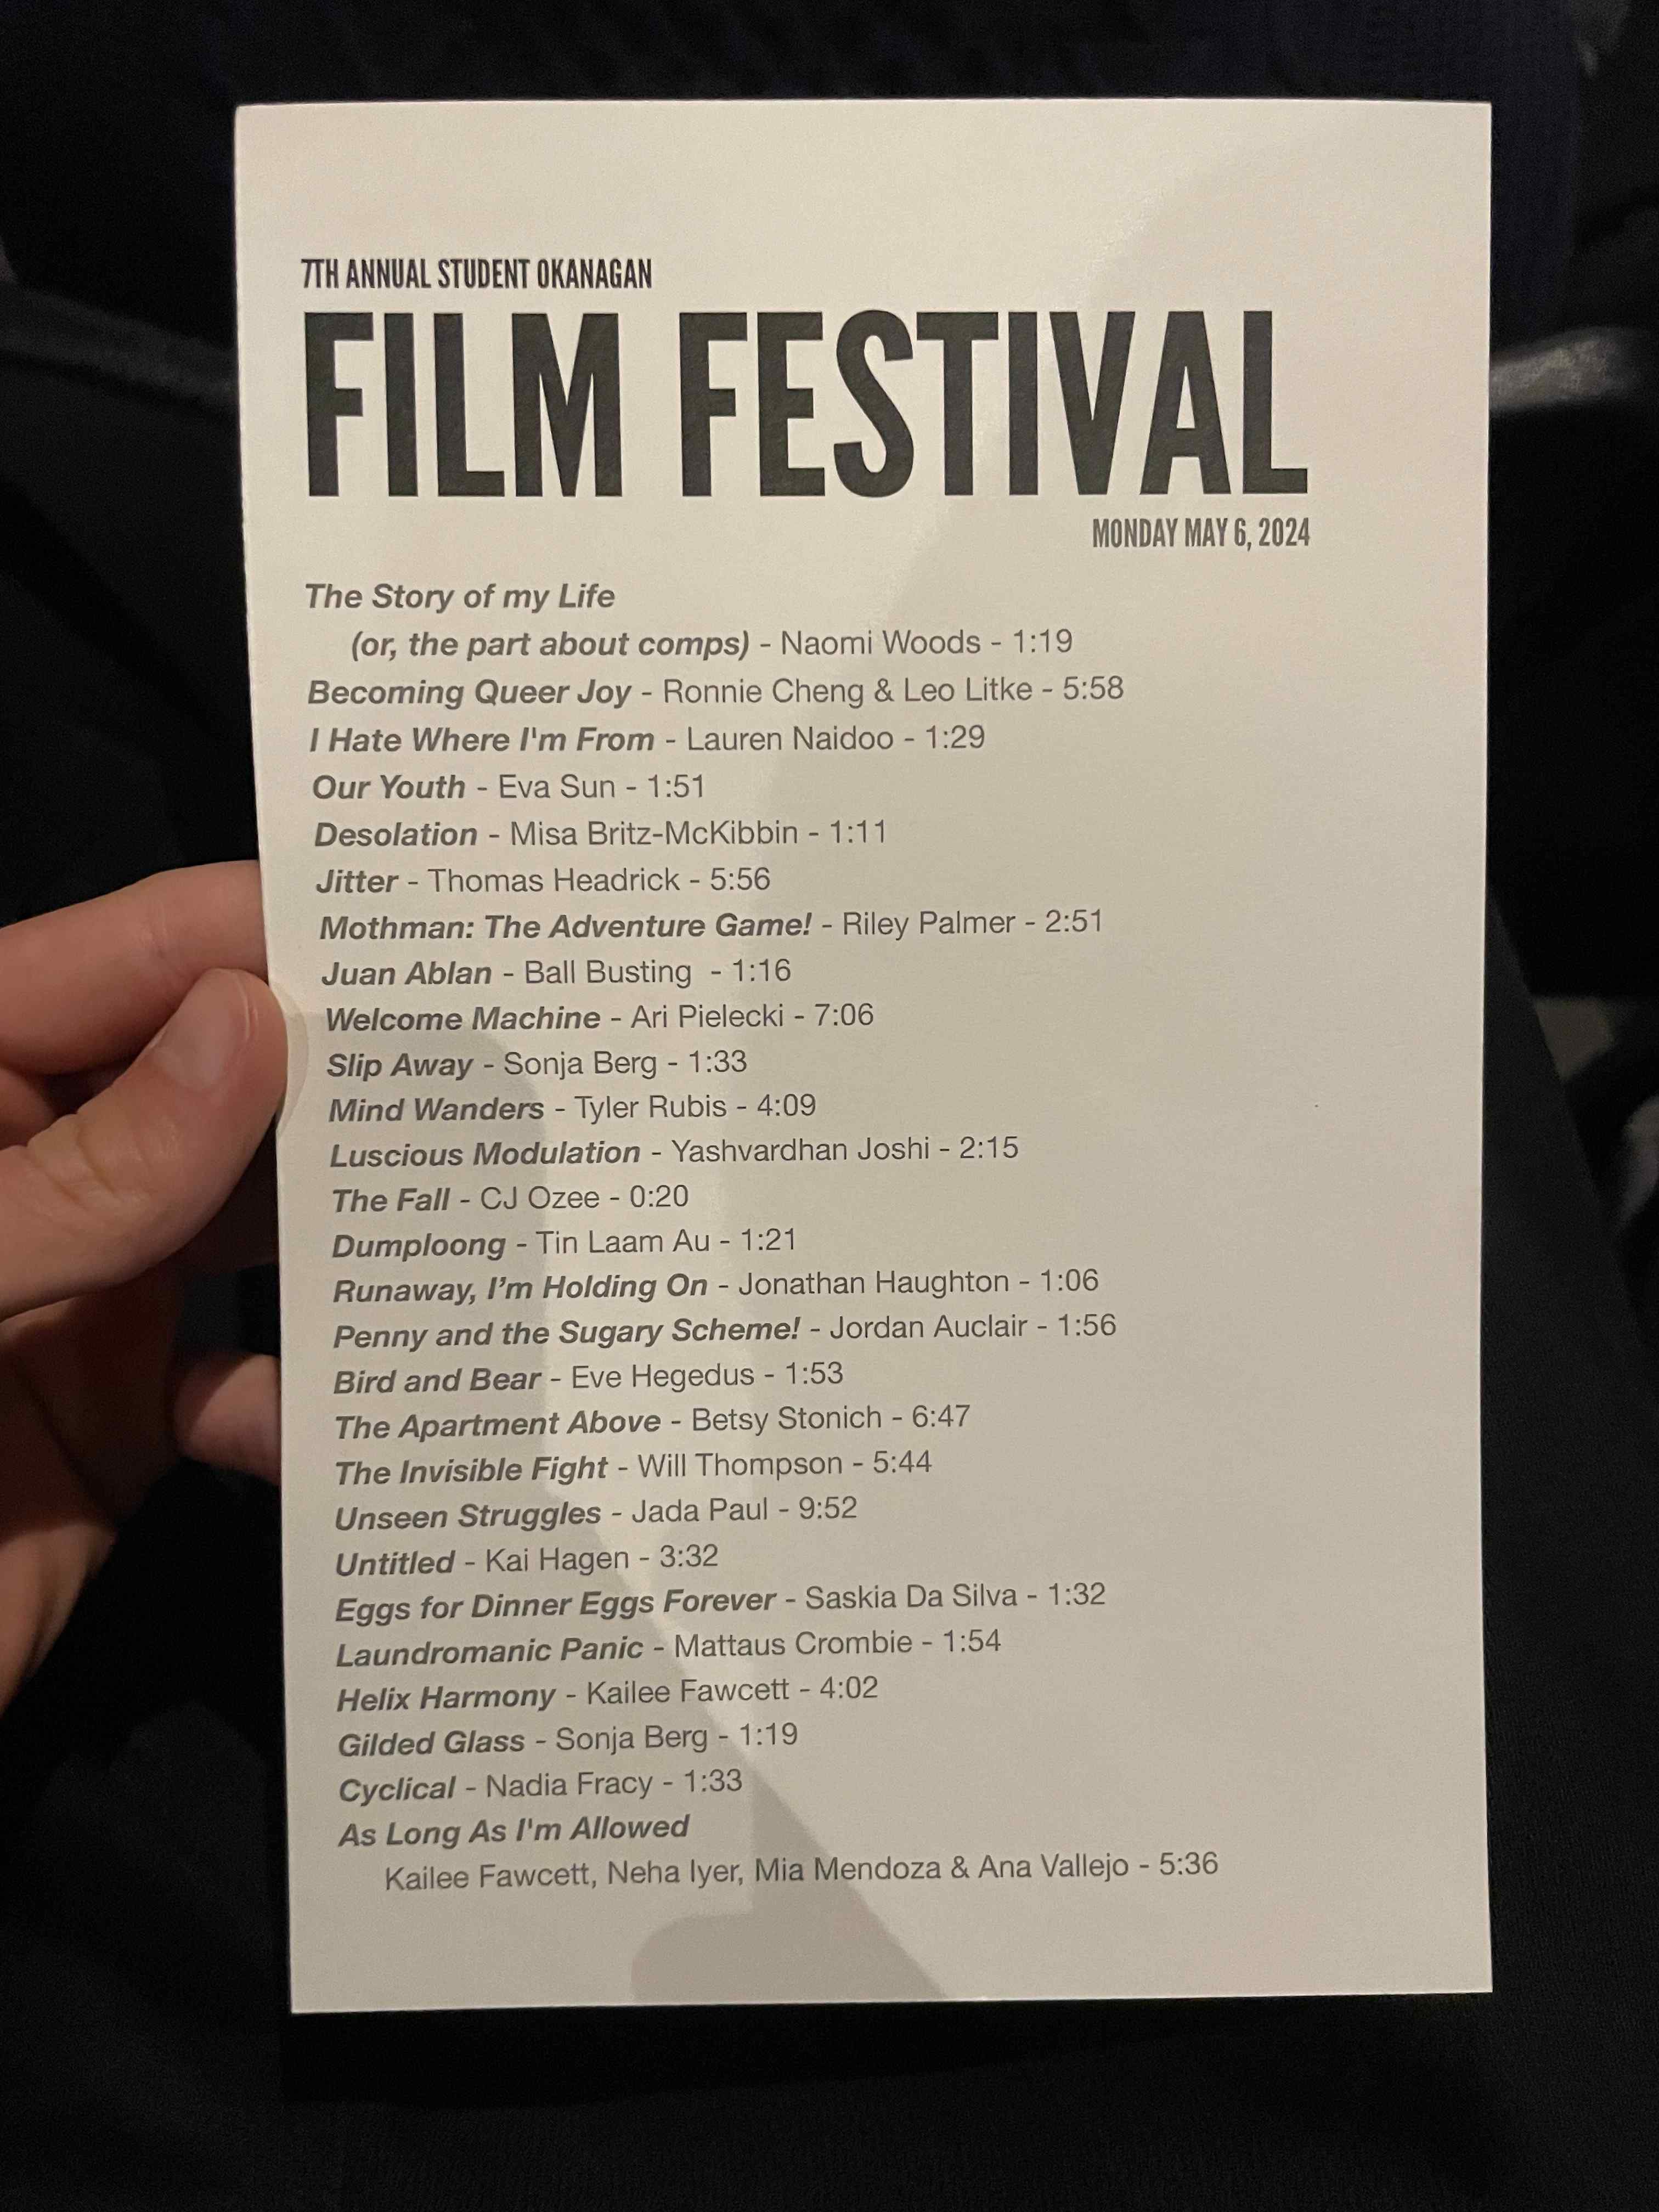 7TH ANNUAL STUDENT OKANAGAN
FILM FESTIVAL
MONDAY MAY 6, 2024
The Story of my Life
(or, the part about comps) - Naomi Woods - 1:19
Becoming Queer Joy - Ronnie Cheng & Leo Litke - 5:58
I Hate Where I'm From - Lauren Naidoo - 1:29
Our Youth - Eva Sun - 1:51
Desolation - Misa Britz-McKibbin - 1:11
Jitter - Thomas Headrick - 5:56
Mothman: The Adventure Game! - Riley Palmer - 2:51
Juan Ablan - Ball Busting - 1:16
Welcome Machine - Ari Pielecki - 7:06
Slip Away - Sonja Berg - 1:33
Mind Wanders - Tyler Rubis - 4:09
Luscious Modulation - Yashvardhan Joshi - 2:15
The Fall - CJ Ozee - 0:20
Dumploong - Tin Laam Au - 1:21
Runaway, I’m Holding On - Jonathan Haughton - 1:06
Penny and the Sugary Scheme! - Jordan Auclair - 1:56
Bird and Bear - Eve Hegedus - 1:53
The Apartment Above - Betsy Stonich - 6:47
The Invisible Fight - Will Thompson - 5:44
Unseen Struggles - Jada Paul - 9:52
Untitled - Kai Hagen - 3:32
Eggs for Dinner Eggs Forever - Saskia Da Silva - 1:32
Laundromanic Panic - Mattaus Crombie - 1:54
Helix Harmony - Kailee Fawcett - 4:02
Gilded Glass - Sonja Berg - 1:19
Cyclical - Nadia Fracy - 1:33
As Long As I'm Allowed
Kailee Fawcett, Neha Iyer, Mia Mendoza & Ana Vallejo - 5:36